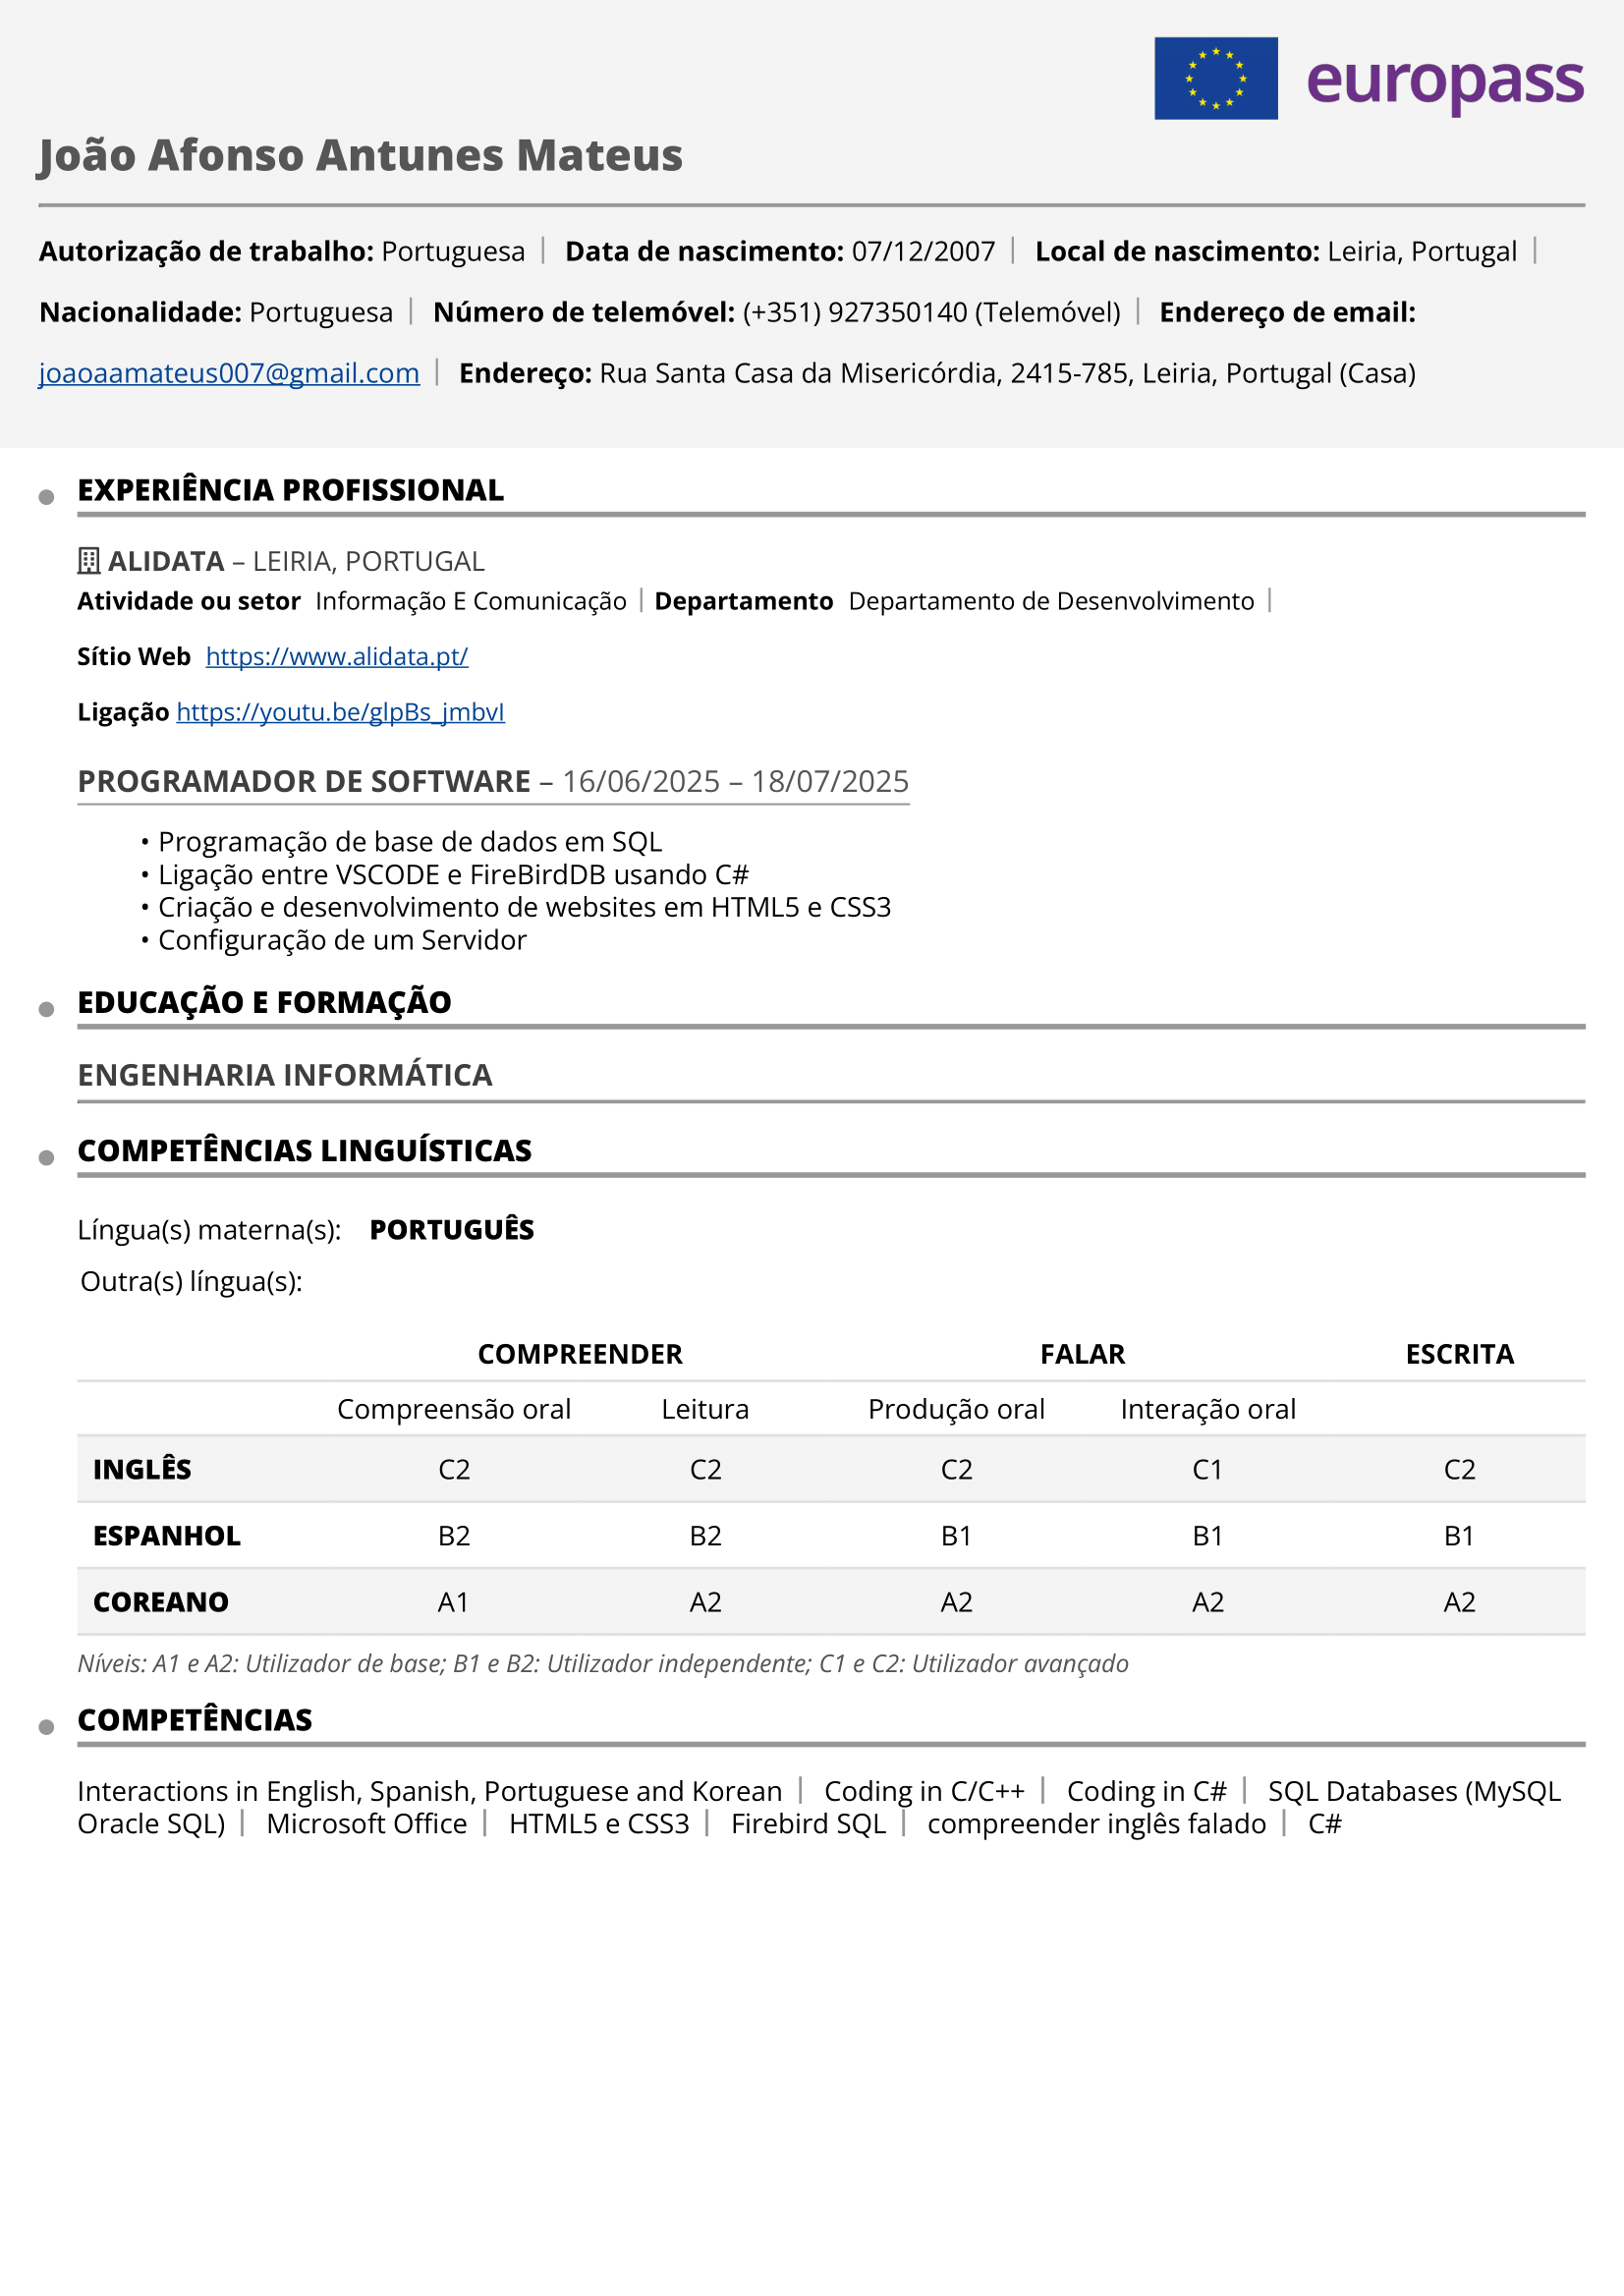 europass
João Afonso Antunes Mateus
Autorização de trabalho: Portuguesa | Data de nascimento: 07/12/2007 | Local de nascimento: Leiria, Portugal |
Nacionalidade: Portuguesa | Número de telemóvel: (+351) 927350140 (Telemóvel) | Endereço de email:
joaoaamateus007@gmail.com | Endereço: Rua Santa Casa da Misericórdia, 2415-785, Leiria, Portugal (Casa)
EXPERIÊNCIA PROFISSIONAL
ALIDATA – LEIRIA, PORTUGAL
Atividade ou setor Informação E Comunicação | Departamento Departamento de Desenvolvimento |
Sítio Web https://www.alidata.pt/
Ligação https://youtu.be/glpBs_jmbvI
PROGRAMADOR DE SOFTWARE – 16/06/2025 – 18/07/2025
• Programação de base de dados em SQL
• Ligação entre VSCODE e FireBirdDB usando C#
• Criação e desenvolvimento de websites em HTML5 e CSS3
• Configuração de um Servidor
EDUCAÇÃO E FORMAÇÃO
ENGENHARIA INFORMÁTICA
COMPETÊNCIAS LINGUÍSTICAS
Língua(s) materna(s): PORTUGUÊS
Outra(s) língua(s):
COMPREENDER FALAR ESCRITA
Compreensão oral Leitura Produção oral Interação oral
INGLÊS C2 C2 C2 C1 C2
ESPANHOL B2 B2 B1 B1 B1
COREANO A1 A2 A2 A2 A2
Níveis: A1 e A2: Utilizador de base; B1 e B2: Utilizador independente; C1 e C2: Utilizador avançado
COMPETÊNCIAS
Interactions in English, Spanish, Portuguese and Korean | Coding in C/C++ | Coding in C# | SQL Databases (MySQL
Oracle SQL) | Microsoft Office | HTML5 e CSS3 | Firebird SQL | compreender inglês falado | C#